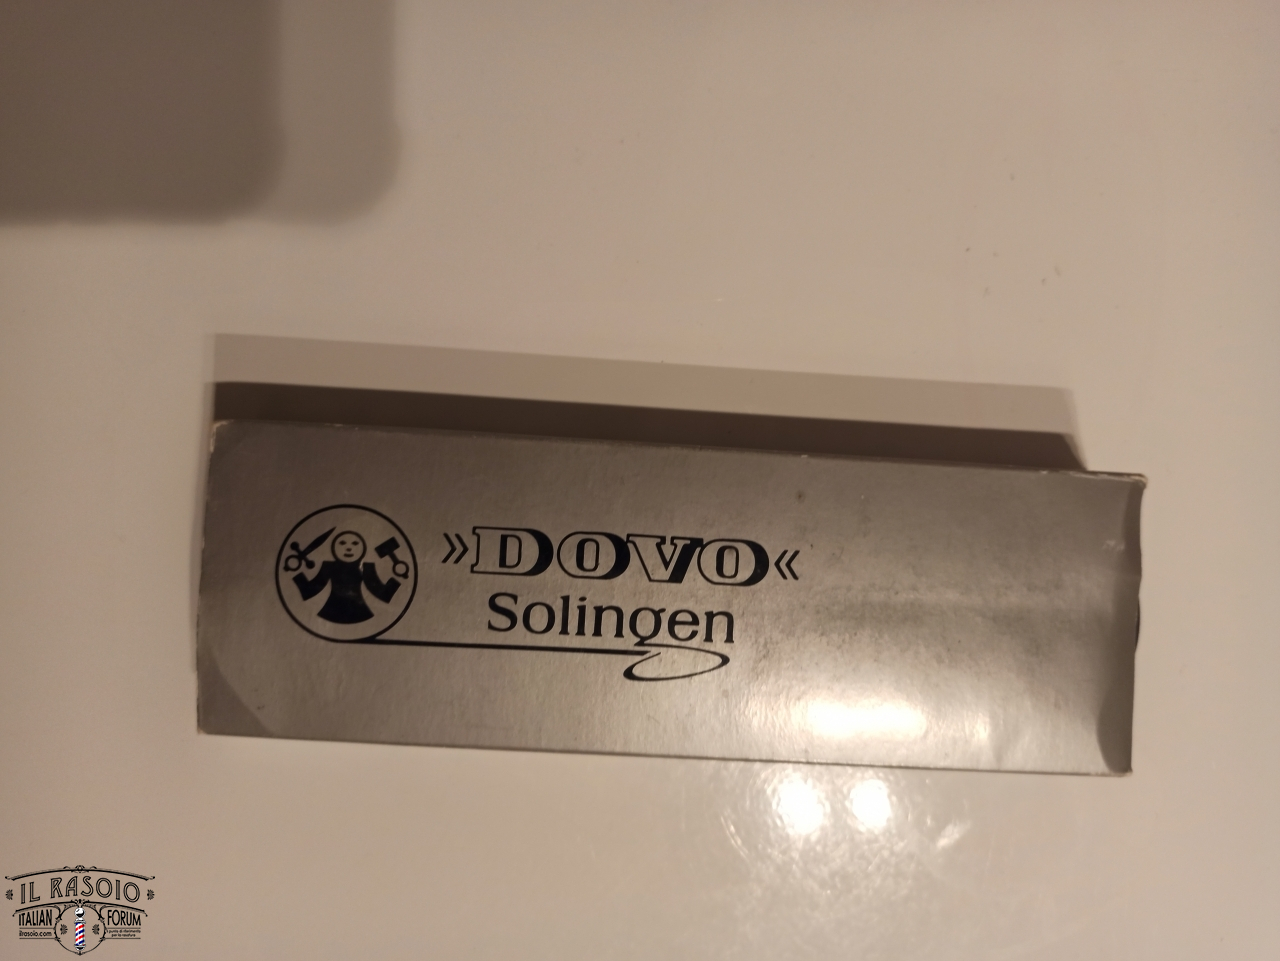 »DOVO«
Solingen
IL RASOIO
ITALIAN FORUM
ilrasoio.com